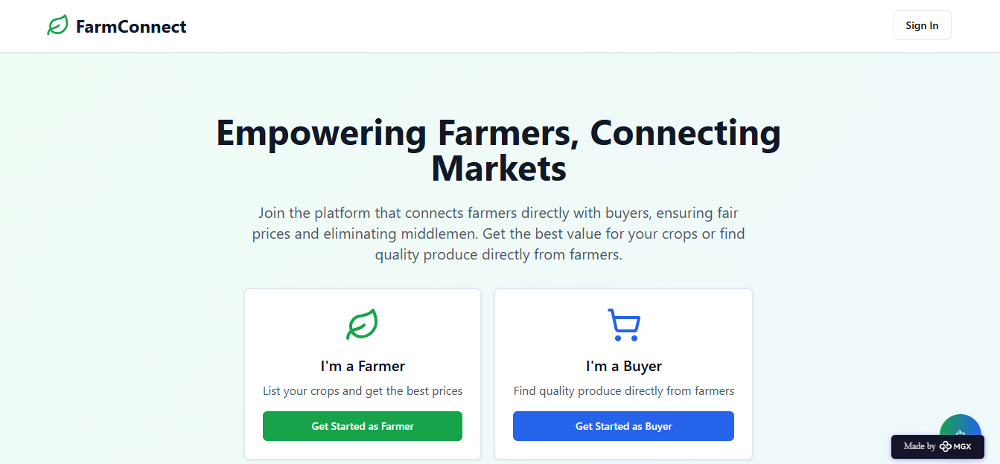 FarmConnect
Sign In
Empowering Farmers, Connecting
Markets
Join the platform that connects farmers directly with buyers, ensuring fair
prices and eliminating middlemen. Get the best value for your crops or find
quality produce directly from farmers.
I'm a Farmer
List your crops and get the best prices
Get Started as Farmer
I'm a Buyer
Find quality produce directly from farmers
Get Started as Buyer
Made by MGX